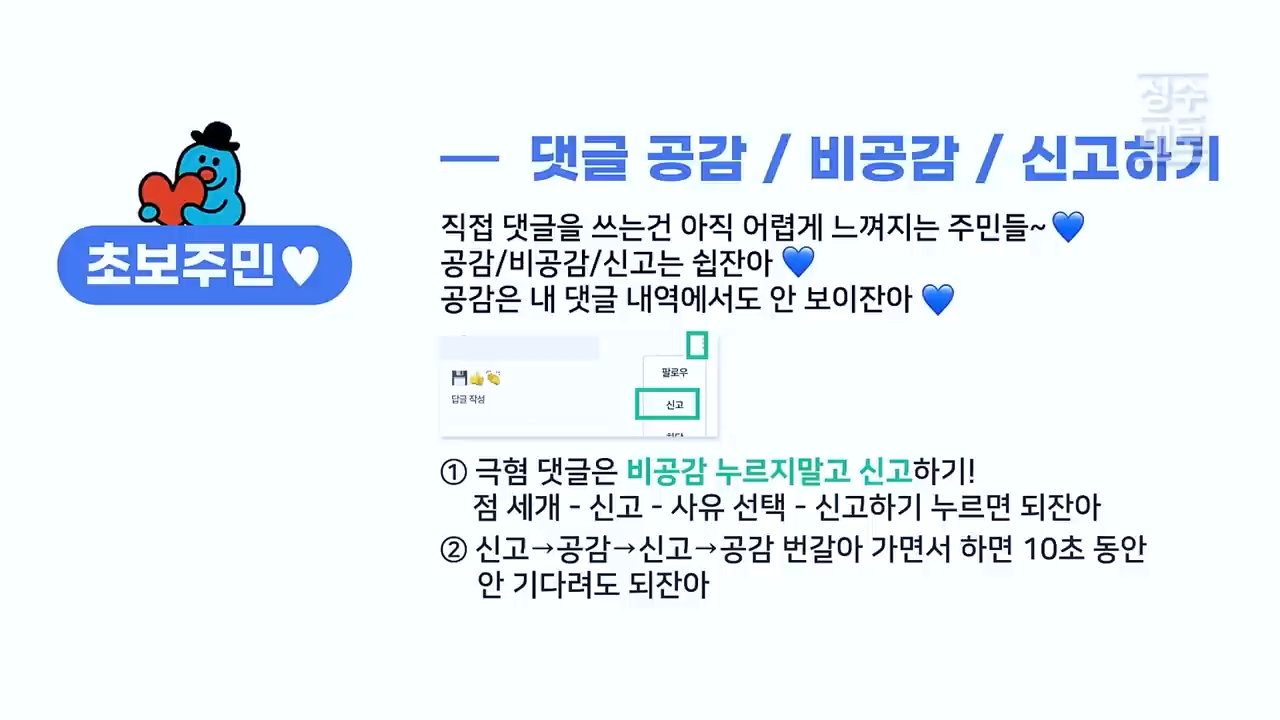 성수
— 댓글 공감 / 비공감 / 신고하기
초보주민♥
직접 댓글을 쓰는건 아직 어렵게 느껴지는 주민들~💙
공감/비공감/신고는 쉽잖아 💙
공감은 내 댓글 내역에서도 안 보이잖아 💙
💾👍👏
팔로우
답글 작성
신고
① 극혐 댓글은 비공감 누르지말고 신고하기!
점 세개 - 신고 - 사유 선택 - 신고하기 누르면 되잖아
② 신고→공감→신고→공감 번갈아 가면서 하면 10초 동안
안 기다려도 되잖아